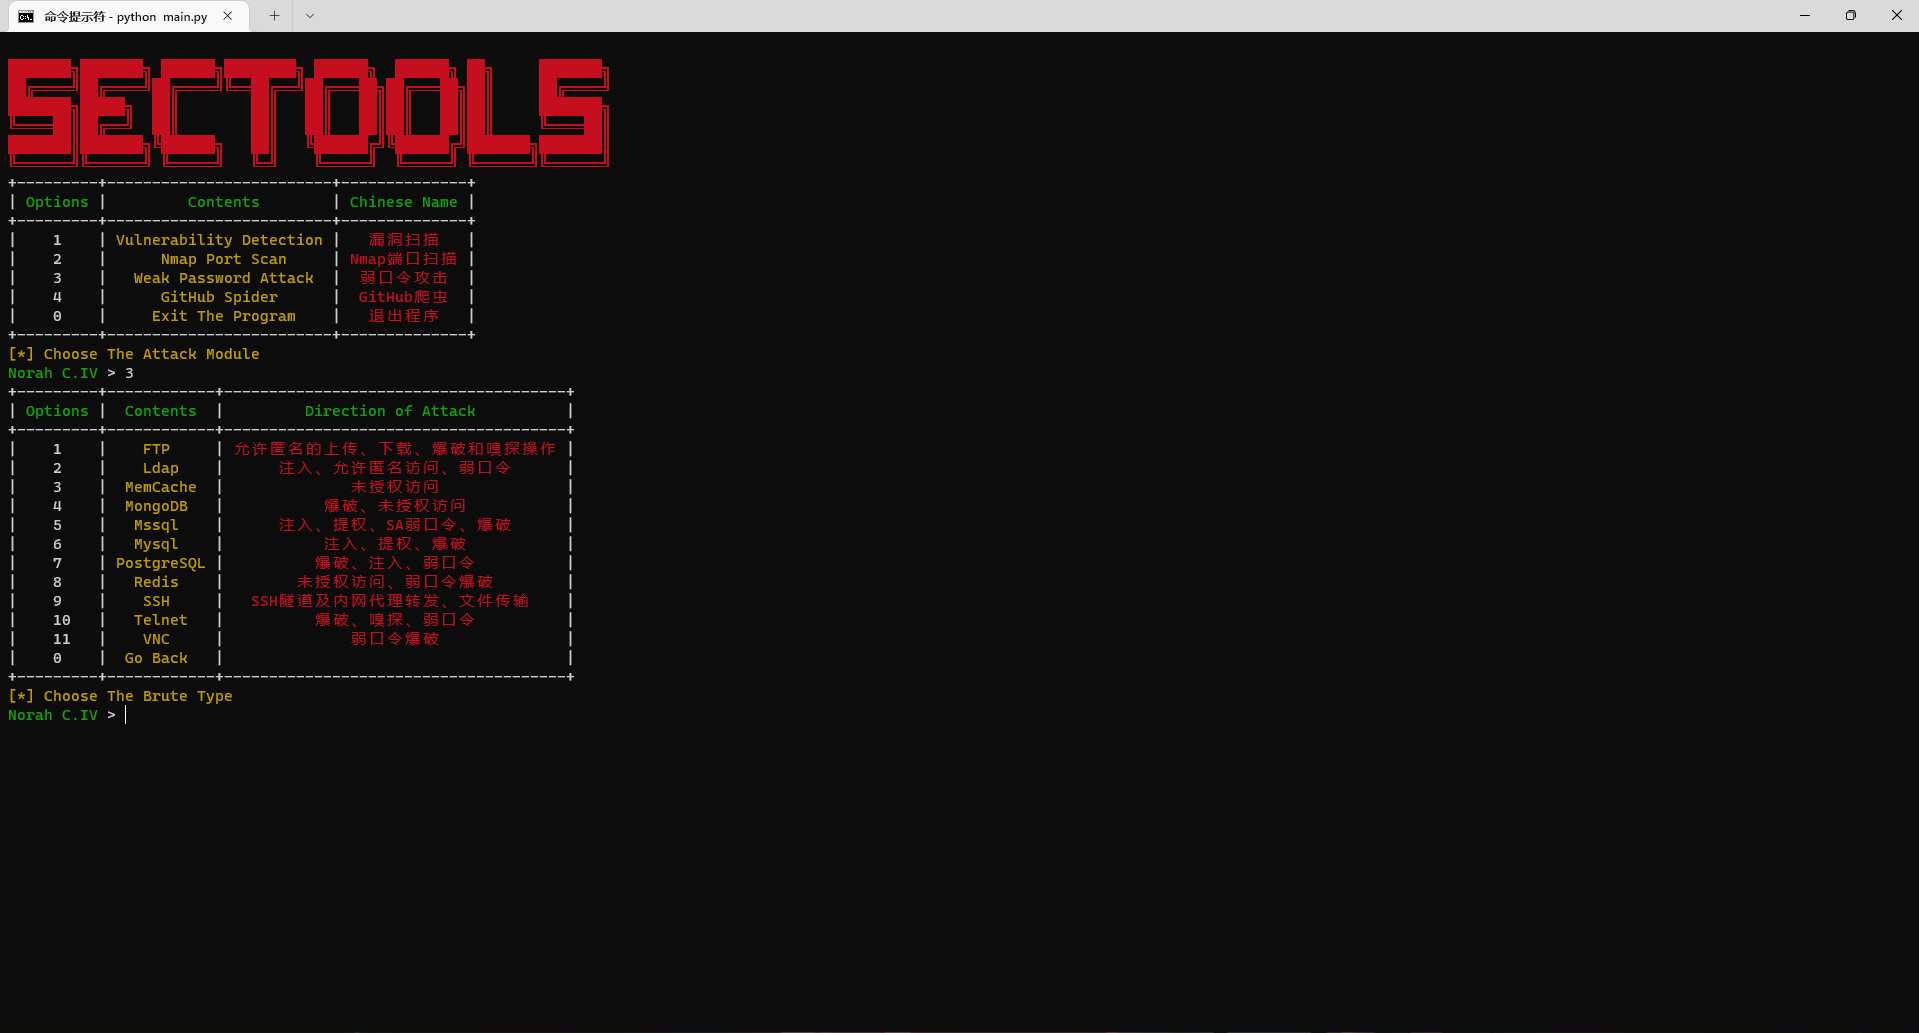 命令提示符 - python main.py
SECTOOLS
Options Contents Chinese Name
1 Vulnerability Detection 漏洞扫描
2 Nmap Port Scan Nmap端口扫描
3 Weak Password Attack 弱口令攻击
4 GitHub Spider GitHub爬虫
0 Exit The Program 退出程序
[*] Choose The Attack Module
Norah C.IV > 3
Options Contents Direction of Attack
1 FTP 允许匿名的上传、下载、爆破和嗅探操作
2 Ldap 注入、允许匿名访问、弱口令
3 MemCache 未授权访问
4 MongoDB 爆破、未授权访问
5 Mssql 注入、提权、SA弱口令、爆破
6 Mysql 注入、提权、爆破
7 PostgreSQL 爆破、注入、弱口令
8 Redis 未授权访问、弱口令爆破
9 SSH SSH隧道及内网代理转发、文件传输
10 Telnet 爆破、嗅探、弱口令
11 VNC 弱口令爆破
0 Go Back
[*] Choose The Brute Type
Norah C.IV >